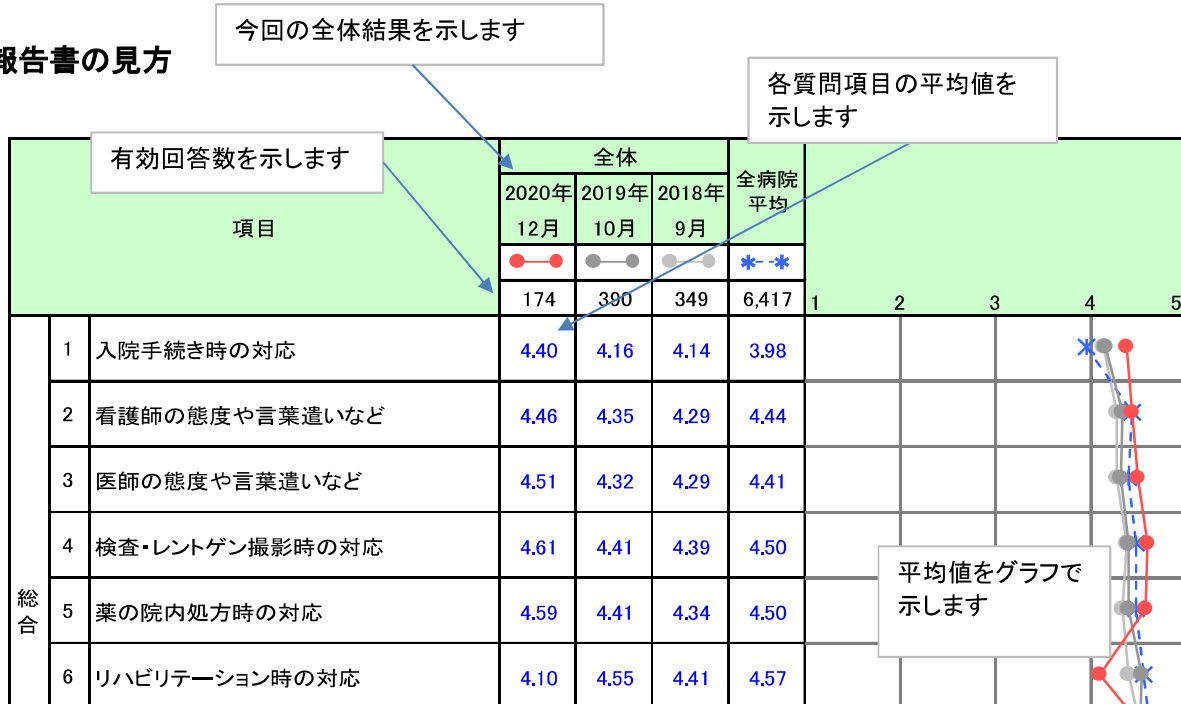 今回の全体結果を示します
報告書の見方
各質問項目の平均値を
示します
有効回答数を示します
項目
全体
全病院
平均
2020年 2019年 2018年
12月 10月 9月
174 390 349 6,417 1 2 3 4 5
総合
1 入院手続き時の対応 4.40 4.16 4.14 3.98
2 看護師の態度や言葉遣いなど 4.46 4.35 4.29 4.44
3 医師の態度や言葉遣いなど 4.51 4.32 4.29 4.41
4 検査・レントゲン撮影時の対応 4.61 4.41 4.39 4.50
平均値をグラフで
示します
5 薬の院内処方時の対応 4.59 4.41 4.34 4.50
6 リハビリテーション時の対応 4.10 4.55 4.41 4.57